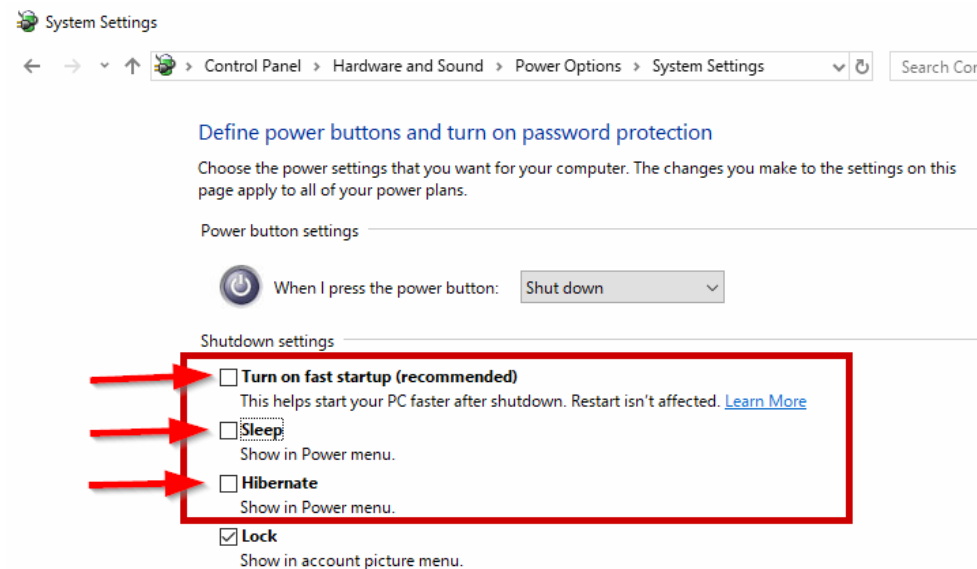 System Settings
Control Panel > Hardware and Sound > Power Options > System Settings
Search Con
Define power buttons and turn on password protection
Choose the power settings that you want for your computer. The changes you make to the settings on this
page apply to all of your power plans.
Power button settings
When I press the power button: Shut down
Shutdown settings
Turn on fast startup (recommended)
This helps start your PC faster after shutdown. Restart isn't affected. Learn More
Sleep
Show in Power menu.
Hibernate
Show in Power menu.
Lock
Show in account picture menu.